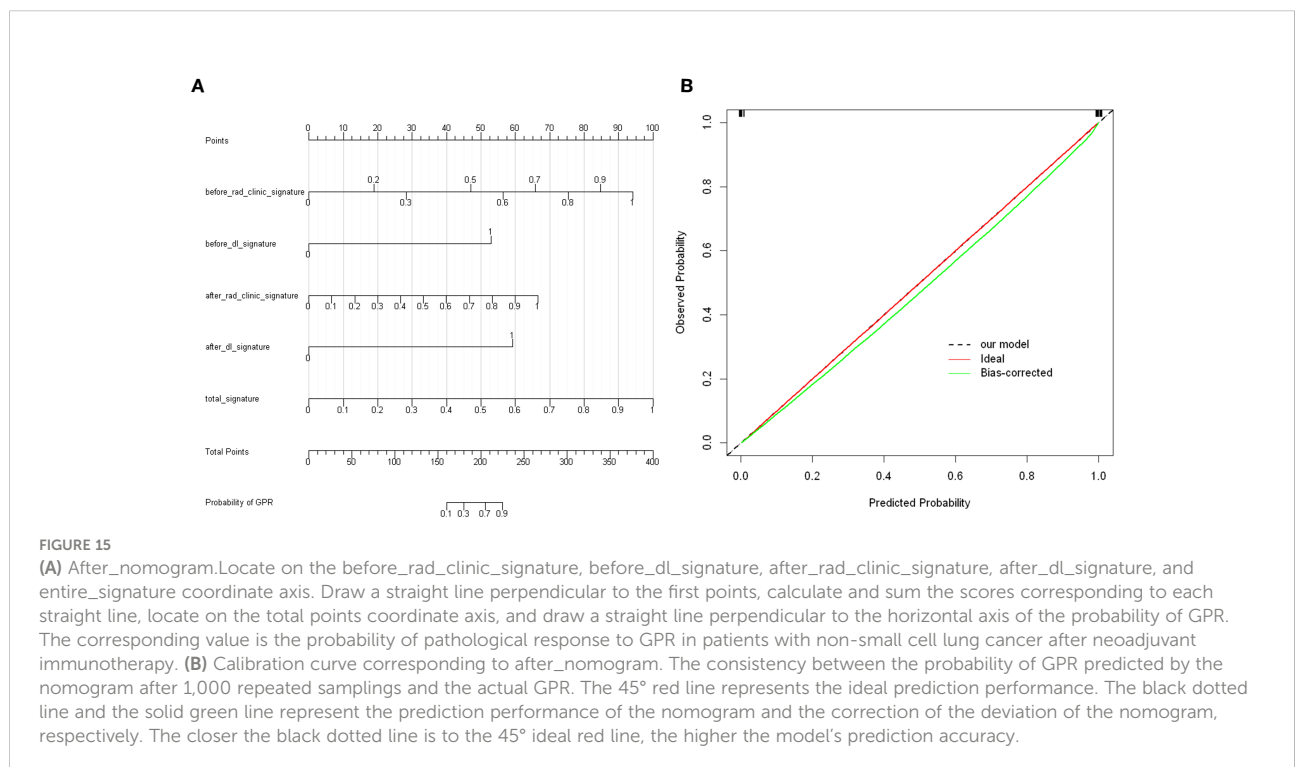 A
B
0 10 20 30 40 50 60 70 80 90 100
Points
0.2 0.5 0.7 0.9
before_rad_clinic_signature
0 0.3 0.6 0.8 1
1
before_dl_signature
0
after_rad_clinic_signature
0 0.1 0.2 0.3 0.4 0.5 0.6 0.7 0.8 0.9 1
1
after_dl_signature
0
total_signature
0 0.1 0.2 0.3 0.4 0.5 0.6 0.7 0.8 0.9 1
Total Points
0 50 100 150 200 250 300 350 400
Probability of GPR
0.1 0.3 0.7 0.9
Observed Probability
1.0
0.8
0.6
0.4
0.2
0.0
our model
Ideal
Bias-corrected
0.0 0.2 0.4 0.6 0.8 1.0
Predicted Probability
FIGURE 15
(A) After_nomogram.Locate on the before_rad_clinic_signature, before_dl_signature, after_rad_clinic_signature, after_dl_signature, and
entire_signature coordinate axis. Draw a straight line perpendicular to the first points, calculate and sum the scores corresponding to each
straight line, locate on the total points coordinate axis, and draw a straight line perpendicular to the horizontal axis of the probability of GPR.
The corresponding value is the probability of pathological response to GPR in patients with non-small cell lung cancer after neoadjuvant
immunotherapy. (B) Calibration curve corresponding to after_nomogram. The consistency between the probability of GPR predicted by the
nomogram after 1,000 repeated samplings and the actual GPR. The 45° red line represents the ideal prediction performance. The black dotted
line and the solid green line represent the prediction performance of the nomogram and the correction of the deviation of the nomogram,
respectively. The closer the black dotted line is to the 45° ideal red line, the higher the model's prediction accuracy.